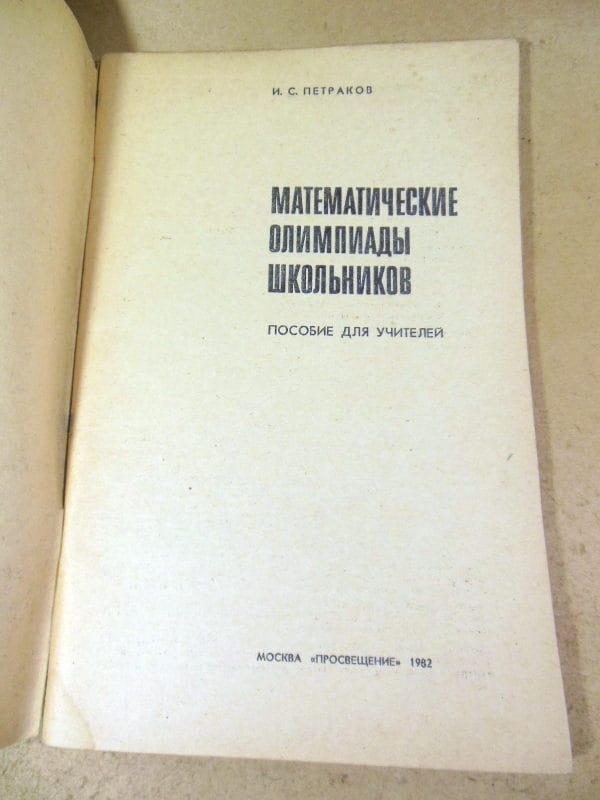 И. С. ПЕТРАКОВ
МАТЕМАТИЧЕСКИЕ
ОЛИМПИАДЫ
ШКОЛЬНИКОВ
ПОСОБИЕ ДЛЯ УЧИТЕЛЕЙ
МОСКВА «ПРОСВЕЩЕНИЕ» 1982